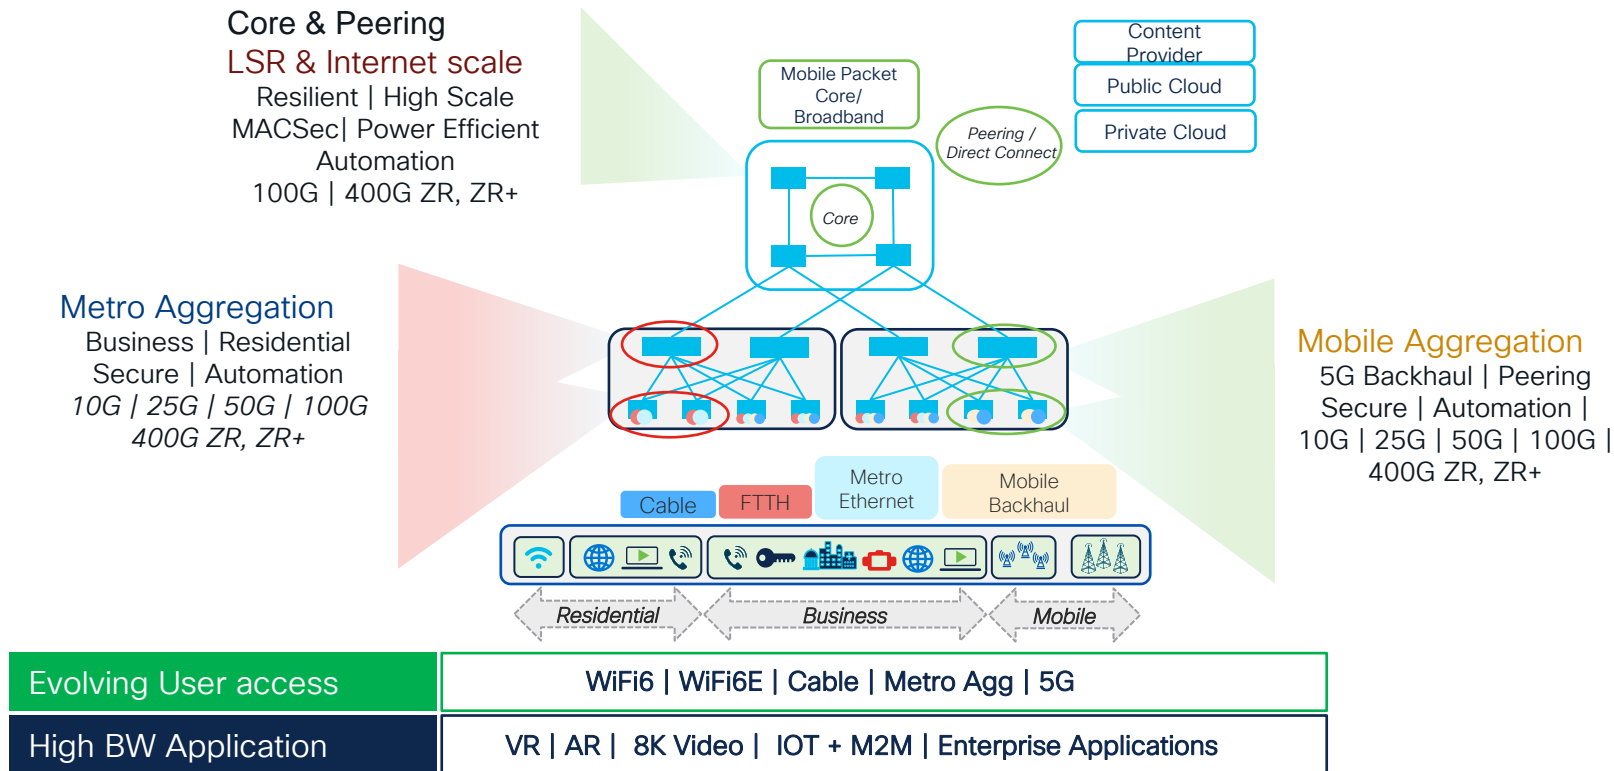 Core & Peering
LSR & Internet scale
Resilient | High Scale
MACSec| Power Efficient
Automation
100G | 400G ZR, ZR+
Mobile Packet
Core/
Broadband
Peering /
Direct Connect
Content
Provider
Public Cloud
Private Cloud
Core
Metro Aggregation
Business | Residential
Secure | Automation
10G | 25G | 50G | 100G
400G ZR, ZR+
Mobile Aggregation
5G Backhaul | Peering
Secure | Automation |
10G | 25G | 50G | 100G |
400G ZR, ZR+
Cable
FTTH
Metro
Ethernet
Mobile
Backhaul
Residential
Business
Mobile
Evolving User access
WiFi6 | WiFi6E | Cable | Metro Agg | 5G
High BW Application
VR | AR | 8K Video | IOT + M2M | Enterprise Applications